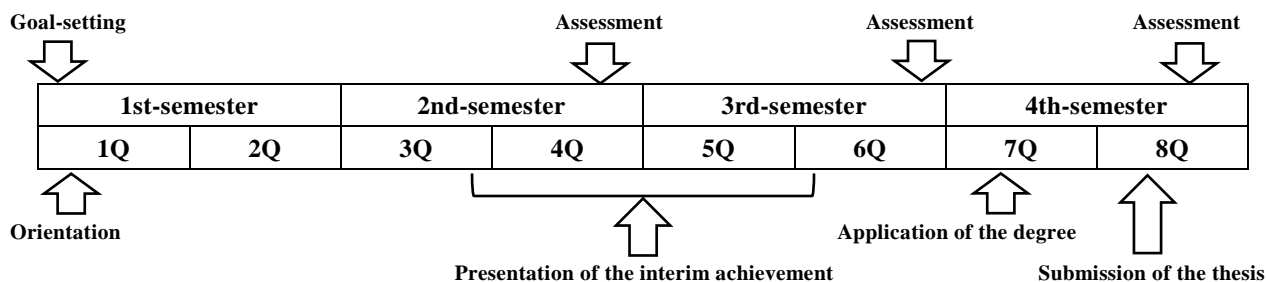 Goal-setting Assessment Assessment Assessment
1st-semester 2nd-semester 3rd-semester 4th-semester
1Q 2Q 3Q 4Q 5Q 6Q 7Q 8Q
Orientation Application of the degree
Presentation of the interim achievement Submission of the thesis